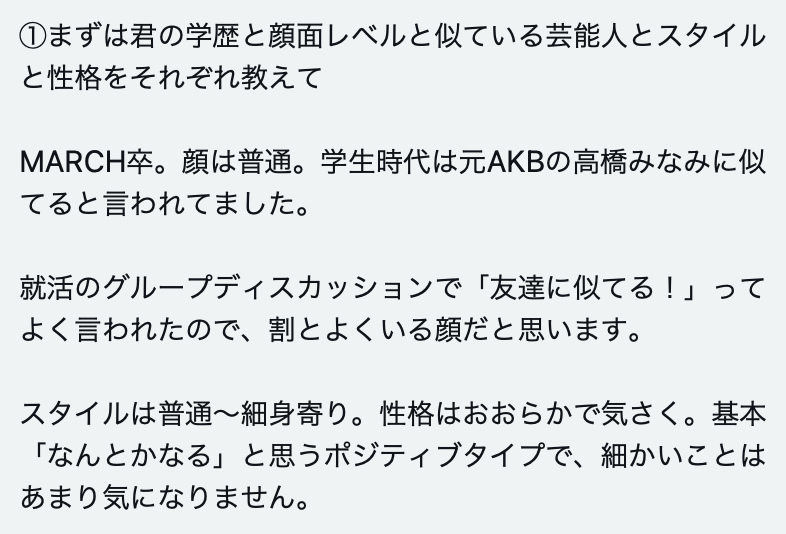 ①まずは君の学歴と顔面レベルと似ている芸能人とスタイル
と性格をそれぞれ教えて
MARCH卒。顔は普通。学生時代は元AKBの高橋みなみに似
てると言われてました。
就活のグループディスカッションで「友達に似てる！」って
よく言われたので、割とよくいる顔だと思います。
スタイルは普通〜細身寄り。性格はおおらかで気さく。基本
「なんとかなる」と思うポジティブタイプで、細かいことは
あまり気になりません。